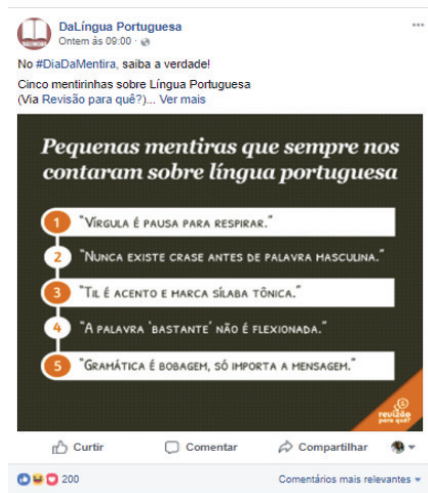 DaLíngua Portuguesa
Ontem às 09:00 ·
No #DiaDaMentira, saiba a verdade!
Cinco mentirinhas sobre Língua Portuguesa
(Via Revisão para quê?)... Ver mais
Pequenas mentiras que sempre nos
contaram sobre língua portuguesa
1 "VÍRGULA É PAUSA PARA RESPIRAR."
2 "NUNCA EXISTE CRASE ANTES DE PALAVRA MASCULINA."
3 "TIL É ACENTO E MARCA SÍLABA TÔNICA."
4 "A PALAVRA 'BASTANTE' NÃO É FLEXIONADA."
5 "GRAMÁTICA É BOBAGEM, SÓ IMPORTA A MENSAGEM."
revisão
para quê?
Curtir Comentar Compartilhar
200 Comentários mais relevantes